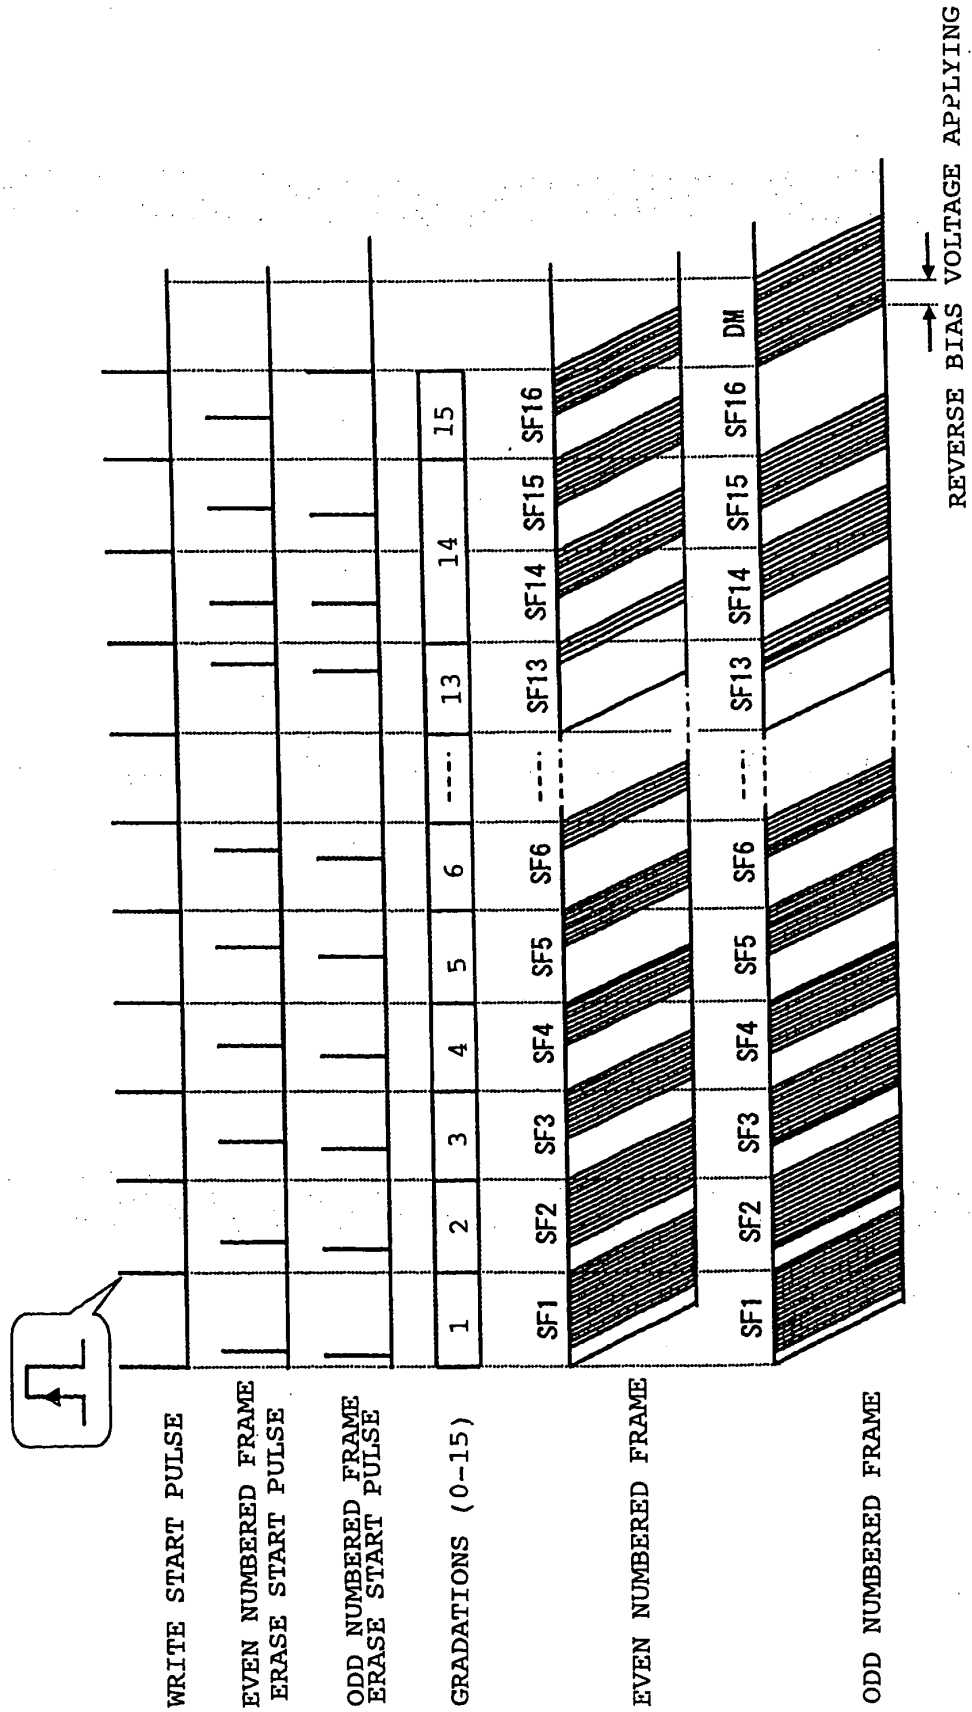 WRITE START PULSE
EVEN NUMBERED FRAME
ERASE START PULSE
ODD NUMBERED FRAME
ERASE START PULSE
GRADATIONS (0-15)
1 2 3 4 5 6 ---- 13 14 15
SF1 SF2 SF3 SF4 SF5 SF6 ---- SF13 SF14 SF15 SF16
EVEN NUMBERED FRAME
SF1 SF2 SF3 SF4 SF5 SF6 ---- SF13 SF14 SF15 SF16 DM
ODD NUMBERED FRAME
REVERSE BIAS VOLTAGE APPLYING